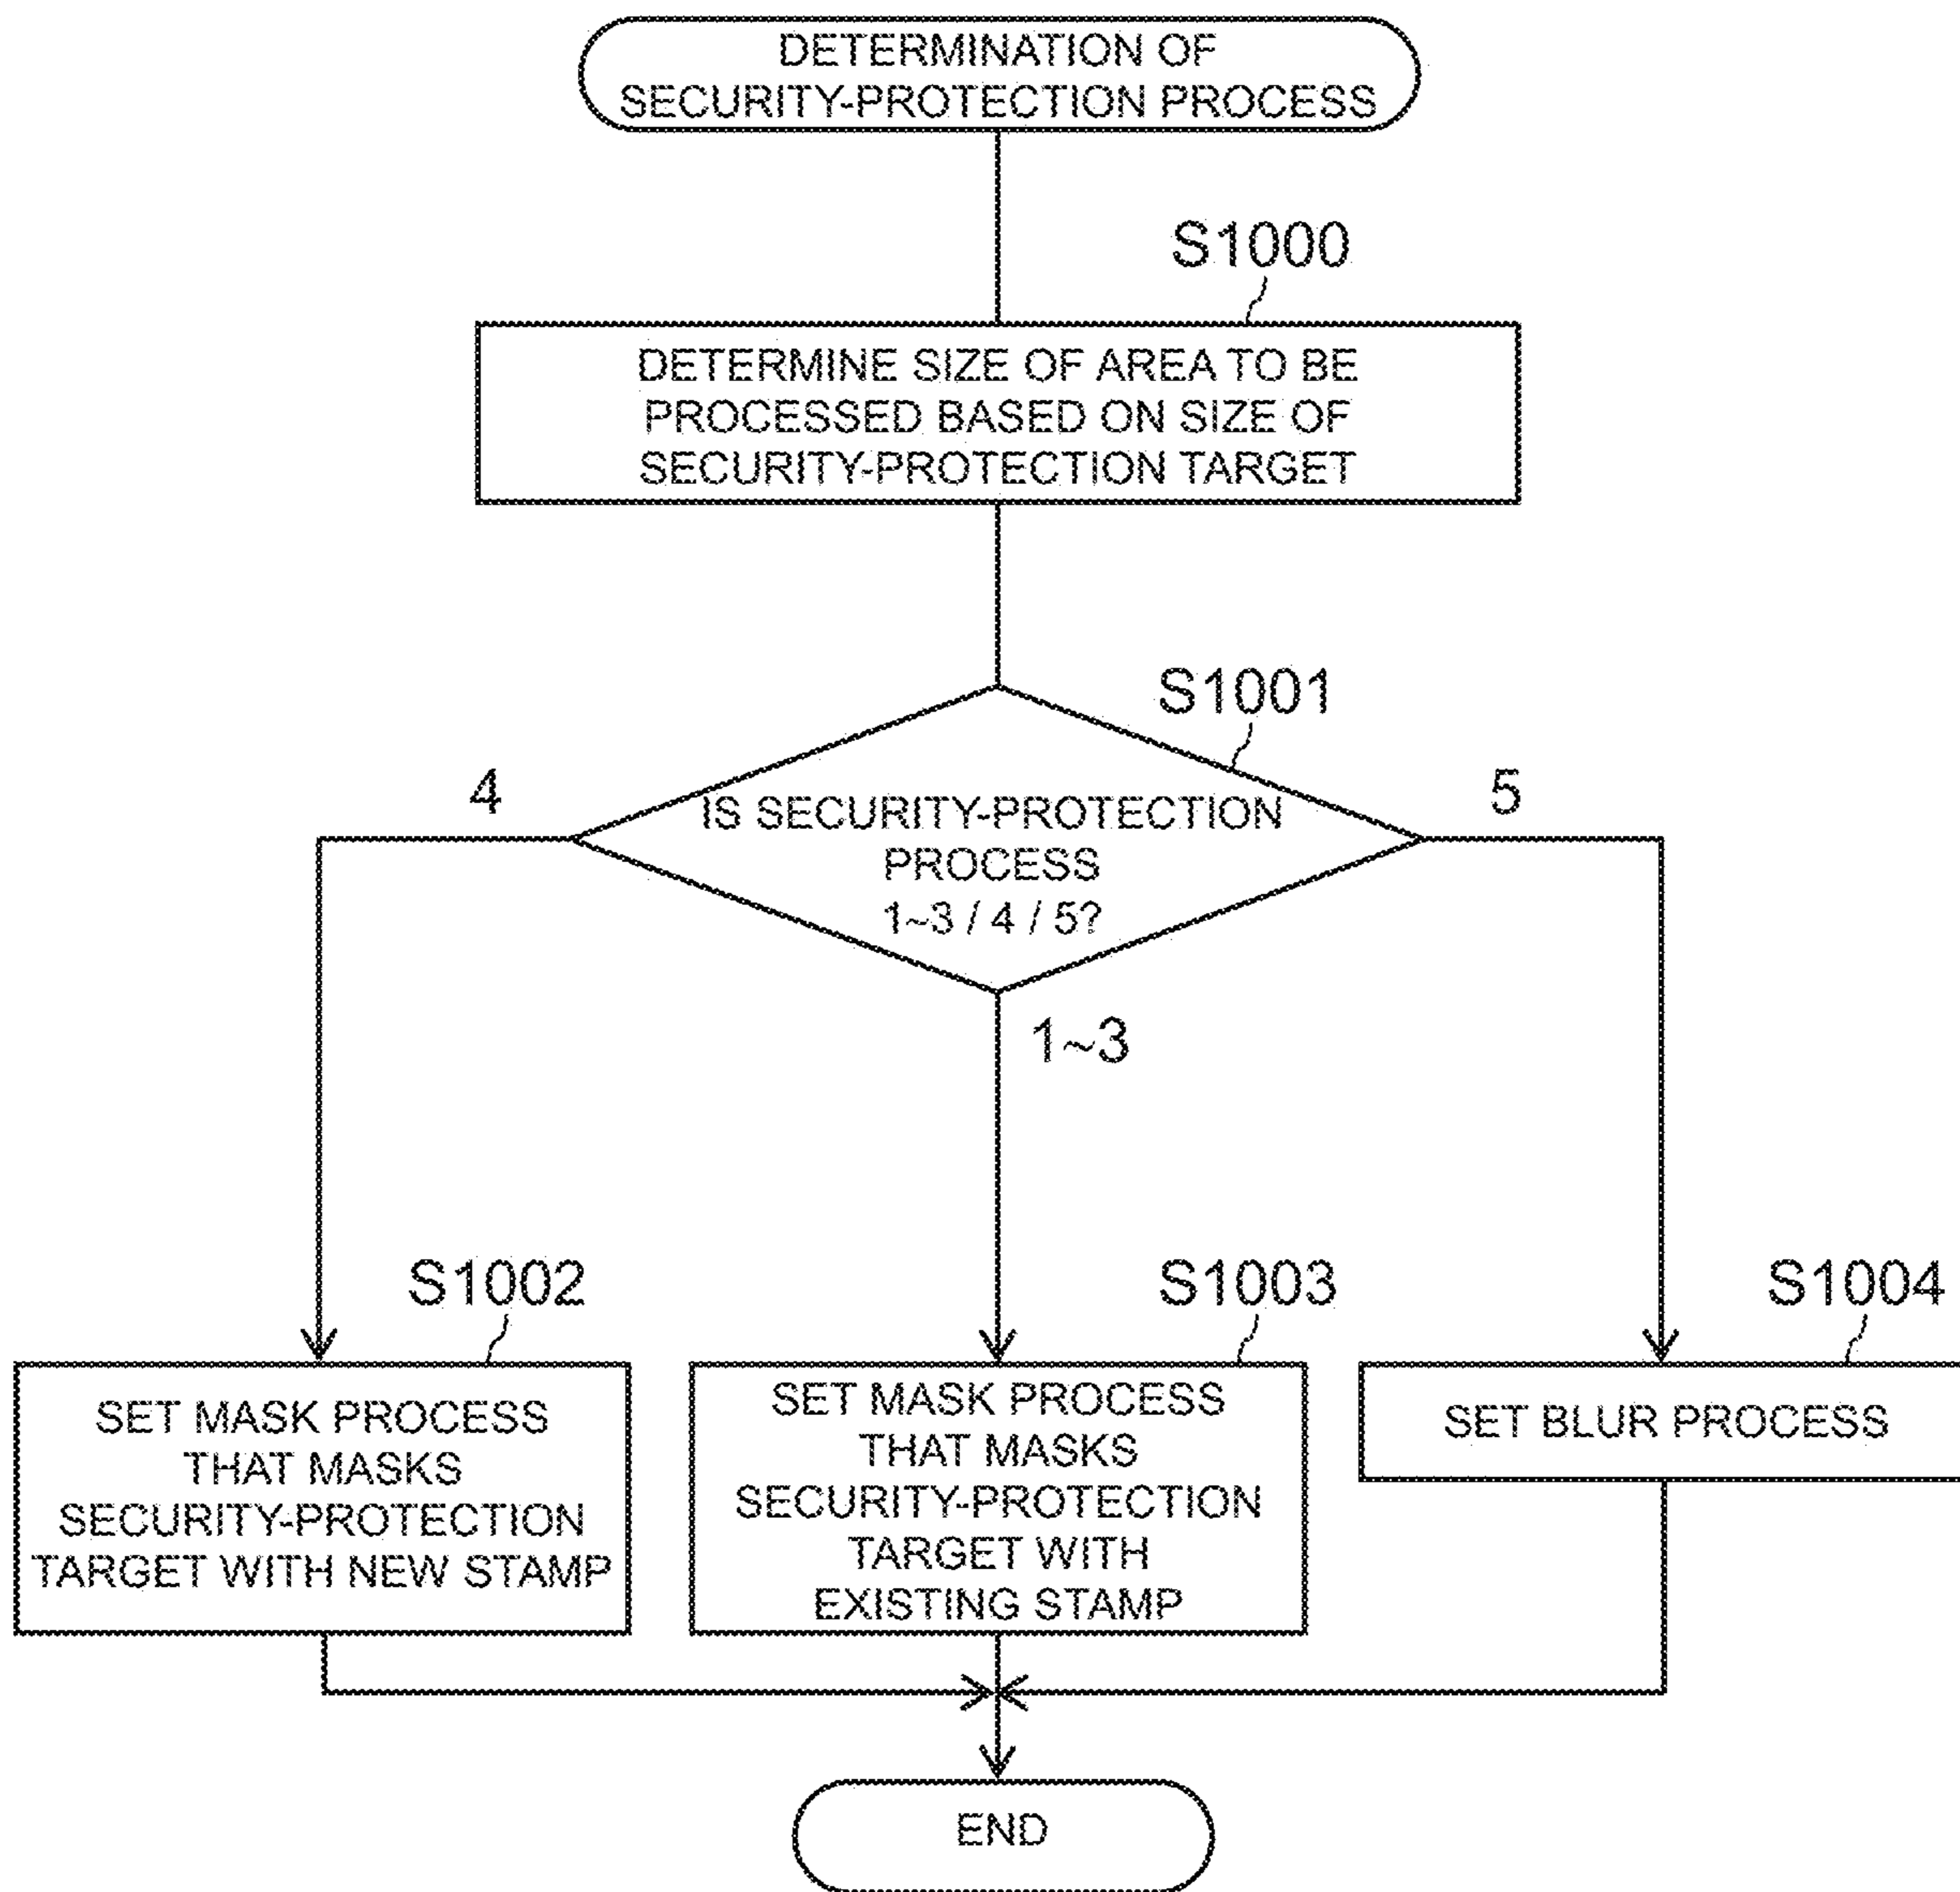 DETERMINATION OF
SECURITY-PROTECTION PROCESS
S1000
DETERMINE SIZE OF AREA TO BE
PROCESSED BASED ON SIZE OF
SECURITY-PROTECTION TARGET
S1001
4
5
IS SECURITY-PROTECTION
PROCESS
1~3 / 4 / 5?
1~3
S1002
SET MASK PROCESS
THAT MASKS
SECURITY-PROTECTION
TARGET WITH NEW STAMP
S1003
SET MASK PROCESS
THAT MASKS
SECURITY-PROTECTION
TARGET WITH
EXISTING STAMP
S1004
SET BLUR PROCESS
END